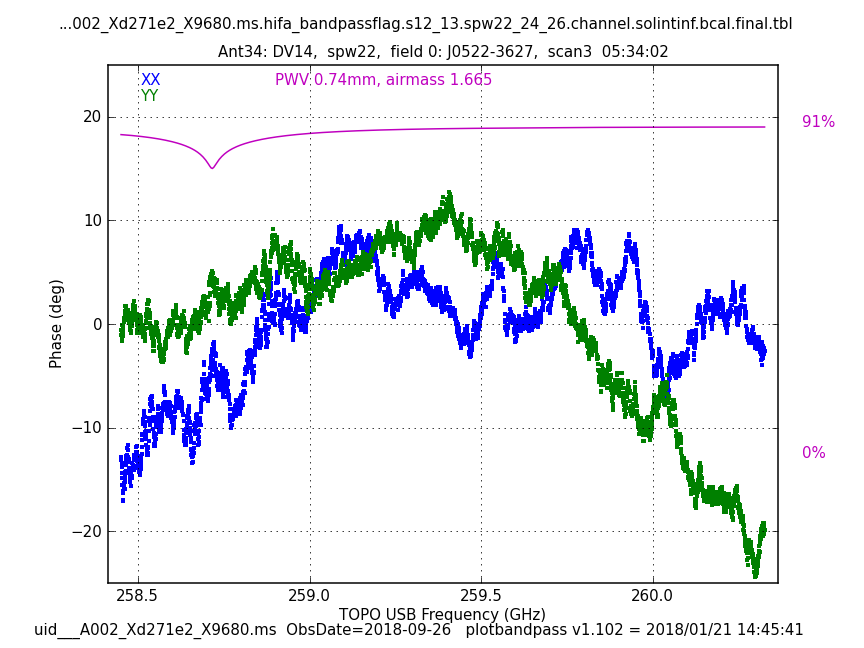 ...002_Xd271e2_X9680.ms.hifa_bandpassflag.s12_13.spw22_24_26.channel.solintinf.bcal.final.tbl
Ant34: DV14,  spw22,  field 0: J0522-3627,  scan3  05:34:02
XX
PWV 0.74mm, airmass 1.665
YY
20
91%
10
0
−10
0%
−20
Phase (deg)
258.5
259.0
259.5
260.0
TOPO USB Frequency (GHz)
uid___A002_Xd271e2_X9680.ms  ObsDate=2018-09-26   plotbandpass v1.102 = 2018/01/21 14:45:41